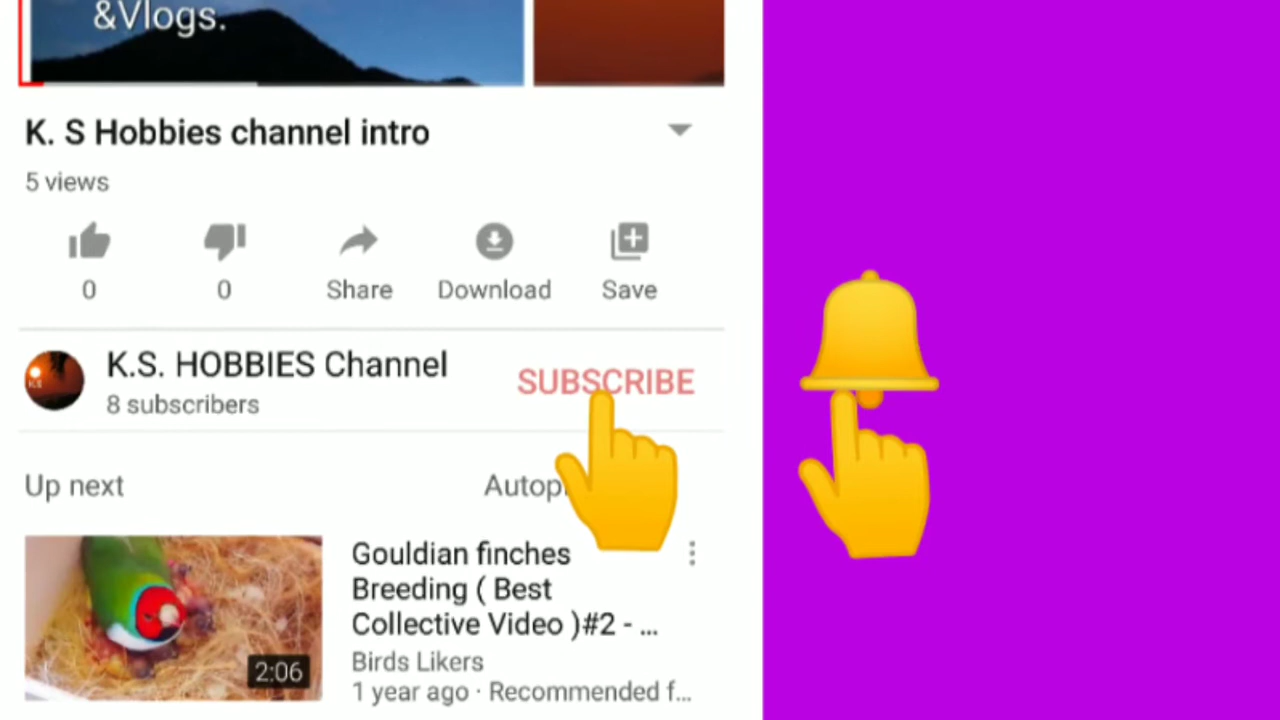 &Vlogs.
K. S Hobbies channel intro
5 views
0
0
Share
Download
Save
K.S. HOBBIES Channel
SUBSCRIBE
8 subscribers
Up next
Gouldian finches
Breeding ( Best
Collective Video )#2 - ...
2:06
Birds Likers
1 year ago · Recommended f...